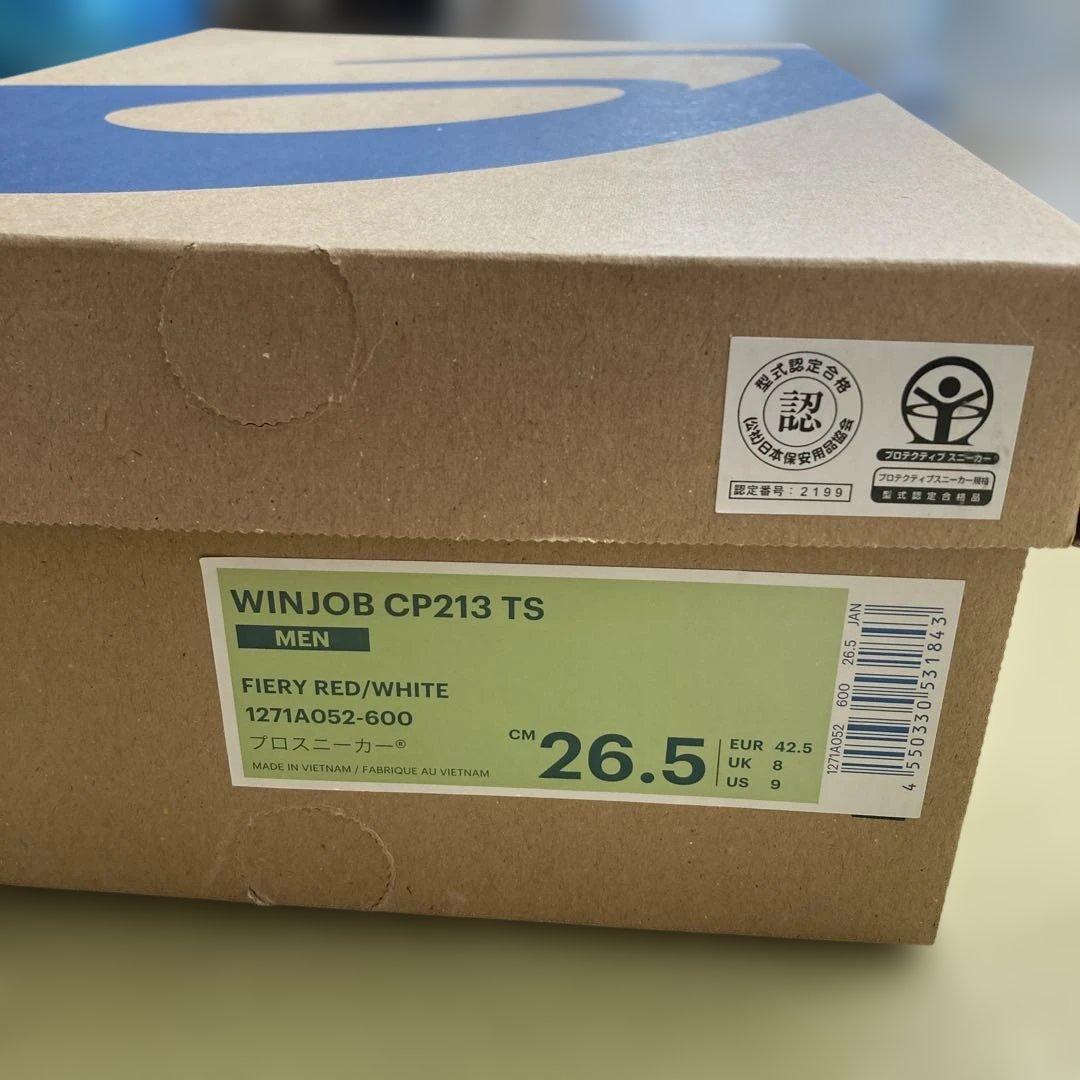 型式認定合格
認
(公社)日本保安用品協会
認定番号:2199
プロテクティブ スニーカー
プロテクティブスニーカー規格
型式認定合格品
WINJOB CP213 TS
MEN
FIERY RED/WHITE
1271A052-600
プロスニーカー®
MADE IN VIETNAM / FABRIQUE AU VIETNAM
CM 26.5
EUR 42.5
UK 8
US 9
1271A052 600 26.5 JAN
4 550330 531843